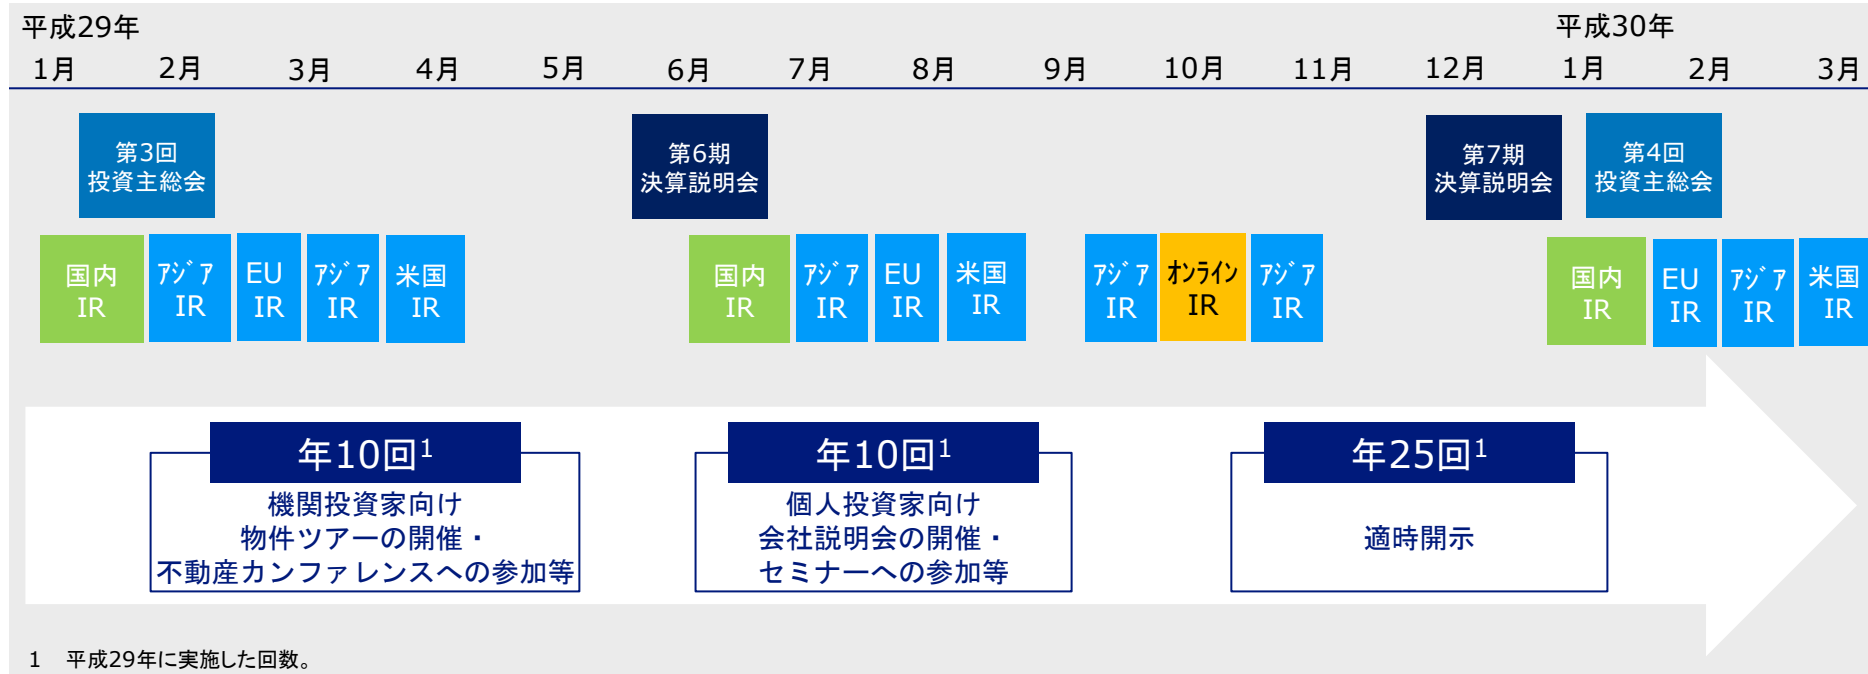 平成29年
平成30年
1月 2月 3月 4月 5月 6月 7月 8月 9月 10月 11月 12月 1月 2月 3月
第3回
投資主総会
第6期
決算説明会
第7期
決算説明会
第4回
投資主総会
国内
IR
ｱｼﾞｱ
IR
EU
IR
ｱｼﾞｱ
IR
米国
IR
国内
IR
ｱｼﾞｱ
IR
EU
IR
米国
IR
ｱｼﾞｱ
IR
ｵﾝﾗｲﾝ
IR
ｱｼﾞｱ
IR
国内
IR
EU
IR
ｱｼﾞｱ
IR
米国
IR
年10回1
機関投資家向け
物件ツアーの開催・
不動産カンファレンスへの参加等
年10回1
個人投資家向け
会社説明会の開催・
セミナーへの参加等
年25回1
適時開示
1 平成29年に実施した回数。